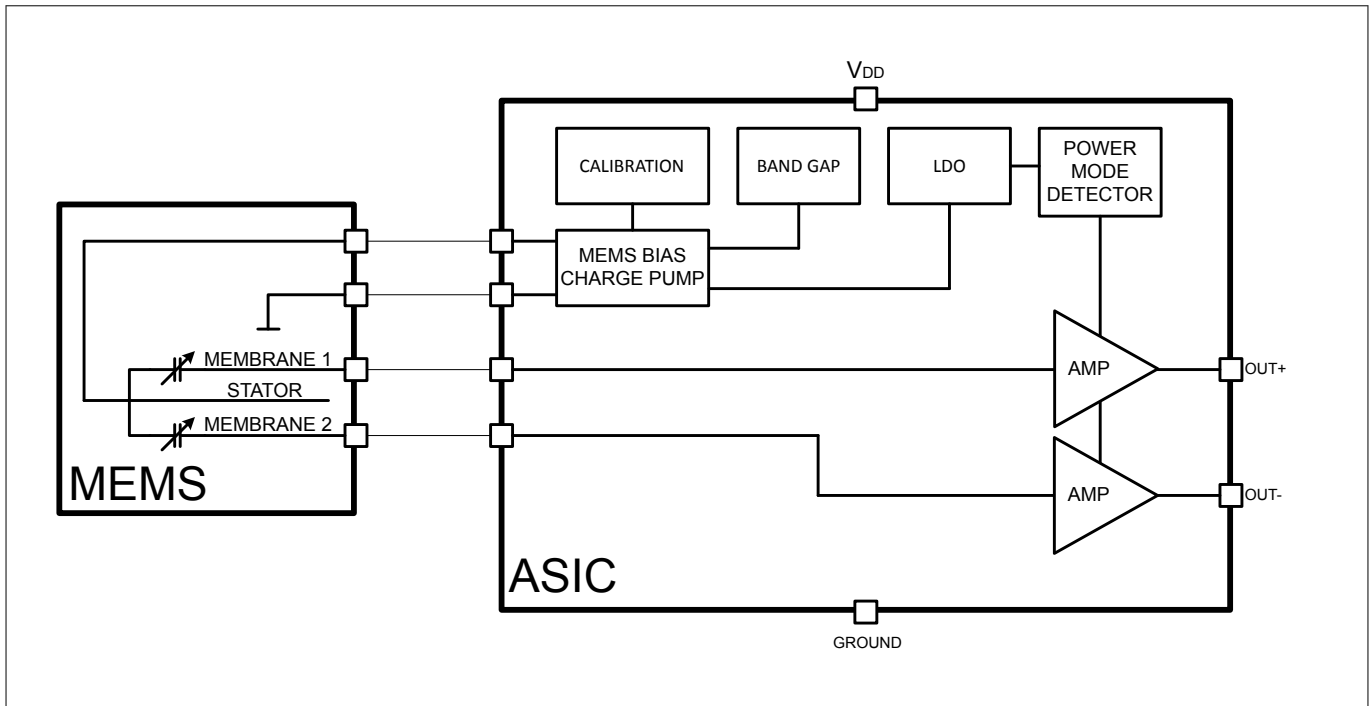 VDD
CALIBRATION
BAND GAP
LDO
POWER
MODE
DETECTOR
MEMS BIAS
CHARGE PUMP
MEMBRANE 1
STATOR
MEMBRANE 2
MEMS
AMP
OUT+
AMP
OUT-
ASIC
GROUND